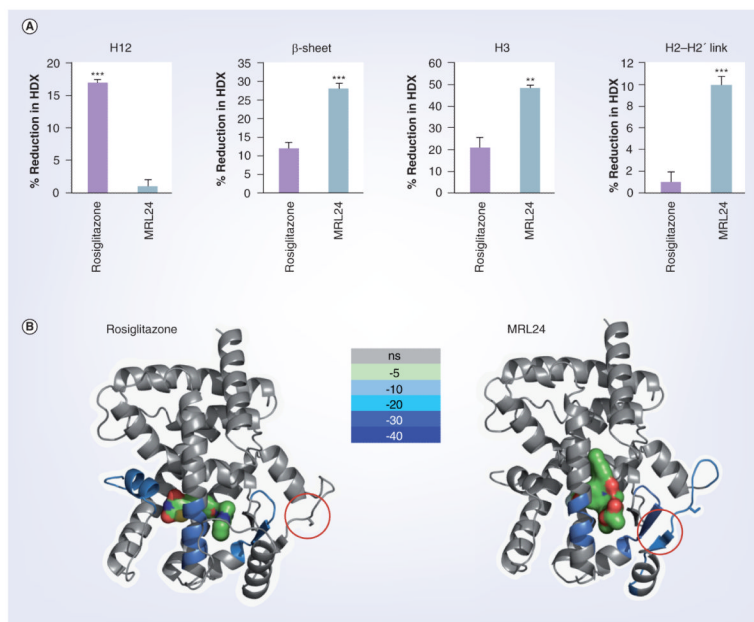 A
H12
β-sheet
H3
H2–H2´ link
% Reduction in HDX
20
15
10
5
0
***
Rosiglitazone
MRL24
% Reduction in HDX
35
30
25
20
15
10
5
0
***
Rosiglitazone
MRL24
% Reduction in HDX
60
50
40
30
20
10
0
**
Rosiglitazone
MRL24
% Reduction in HDX
12
10
8
6
4
2
0
***
Rosiglitazone
MRL24
B
Rosiglitazone
MRL24
ns
-5
-10
-20
-30
-40